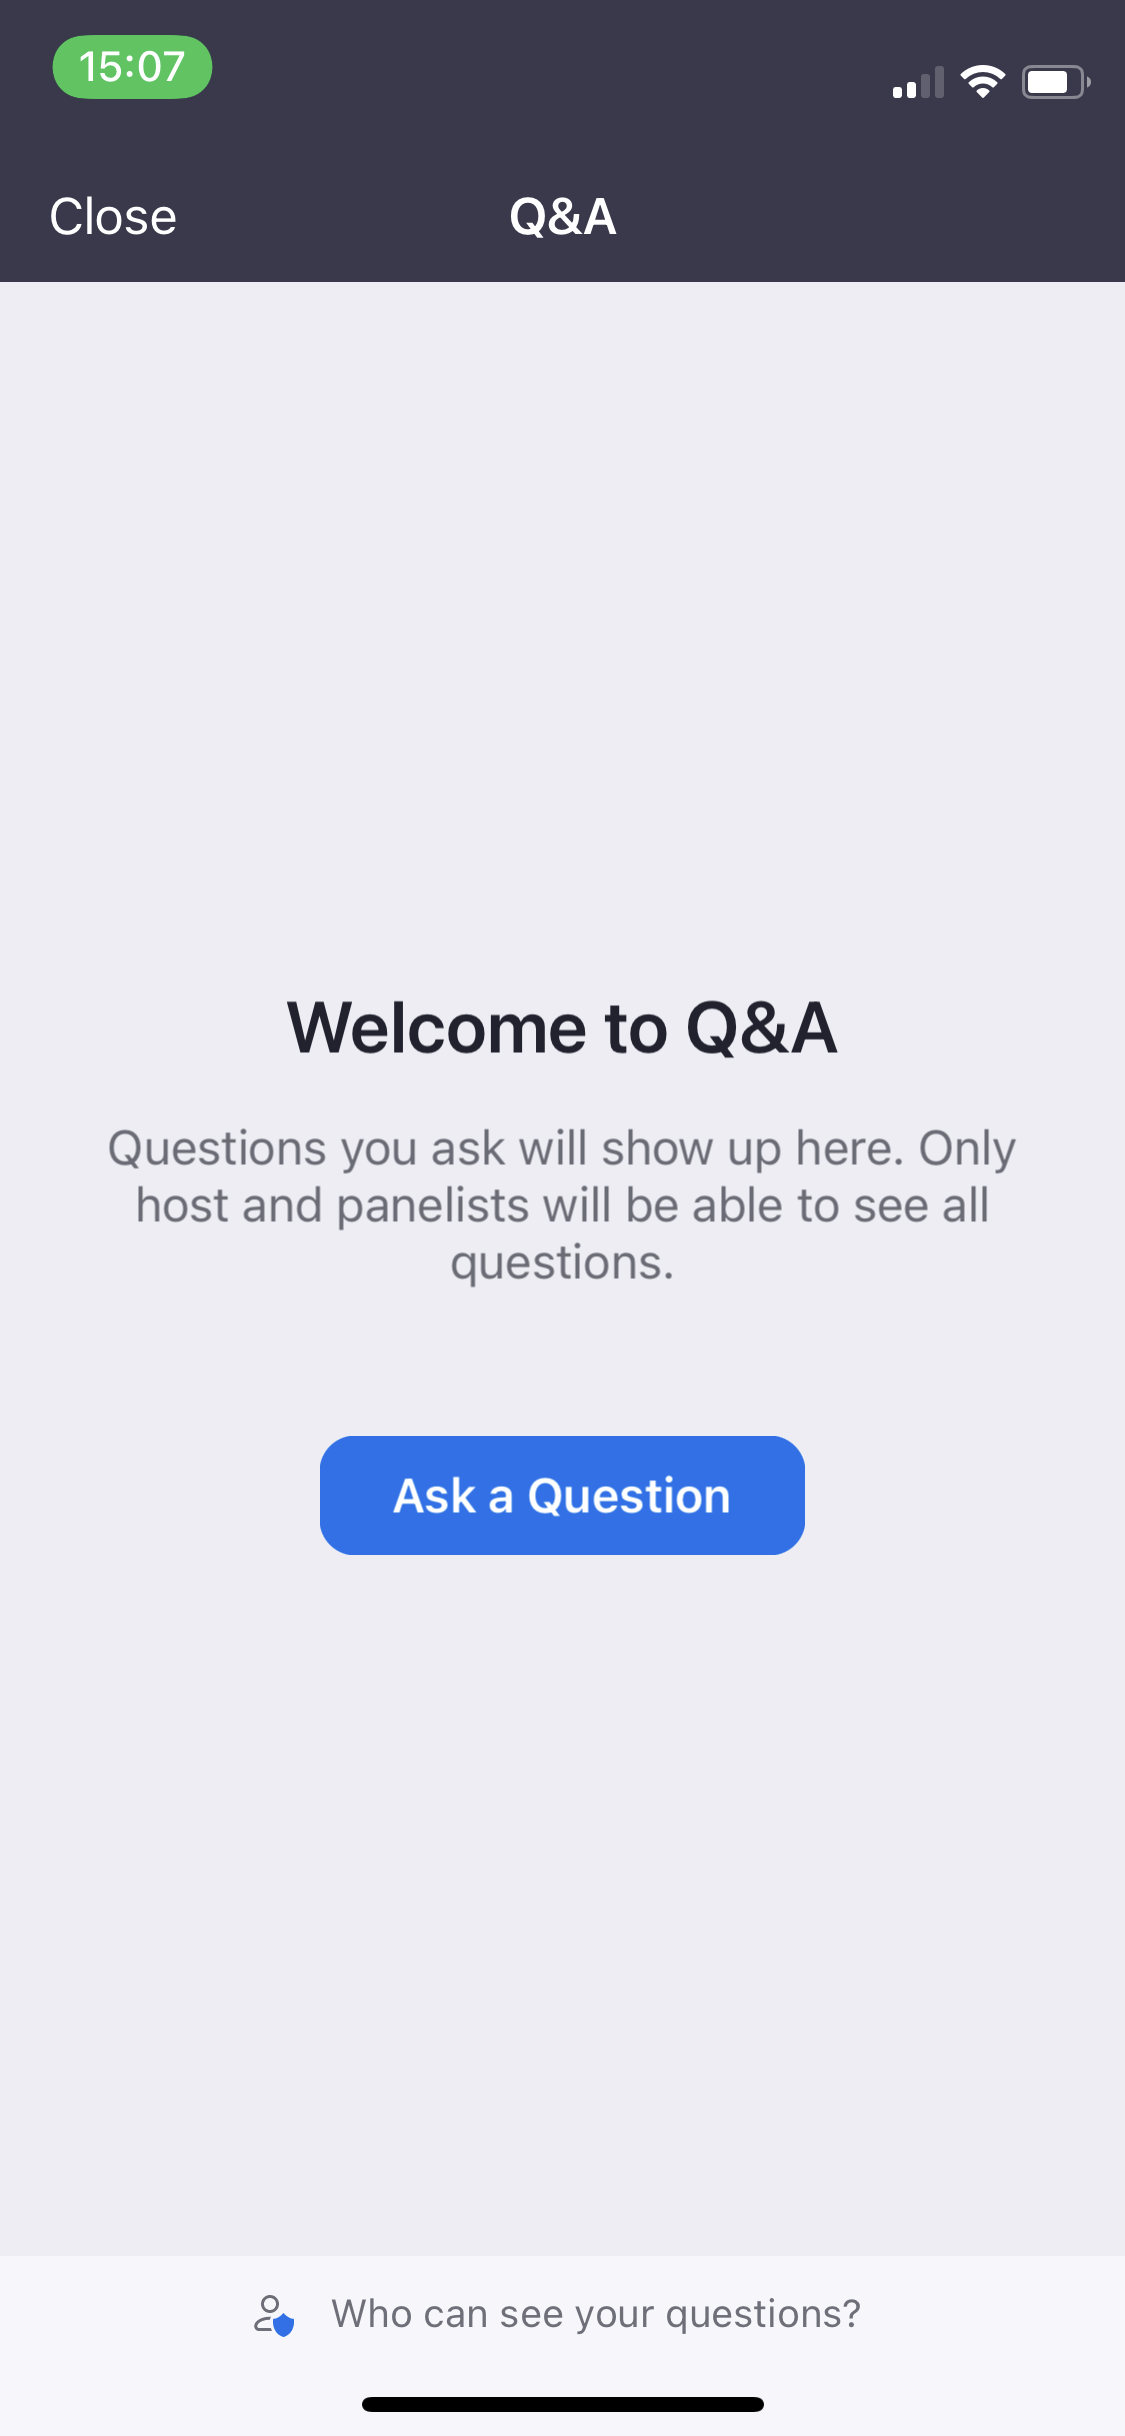 15:07
Close
Q&A
Welcome to Q&A
Questions you ask will show up here. Only
host and panelists will be able to see all
questions.
Ask a Question
Who can see your questions?